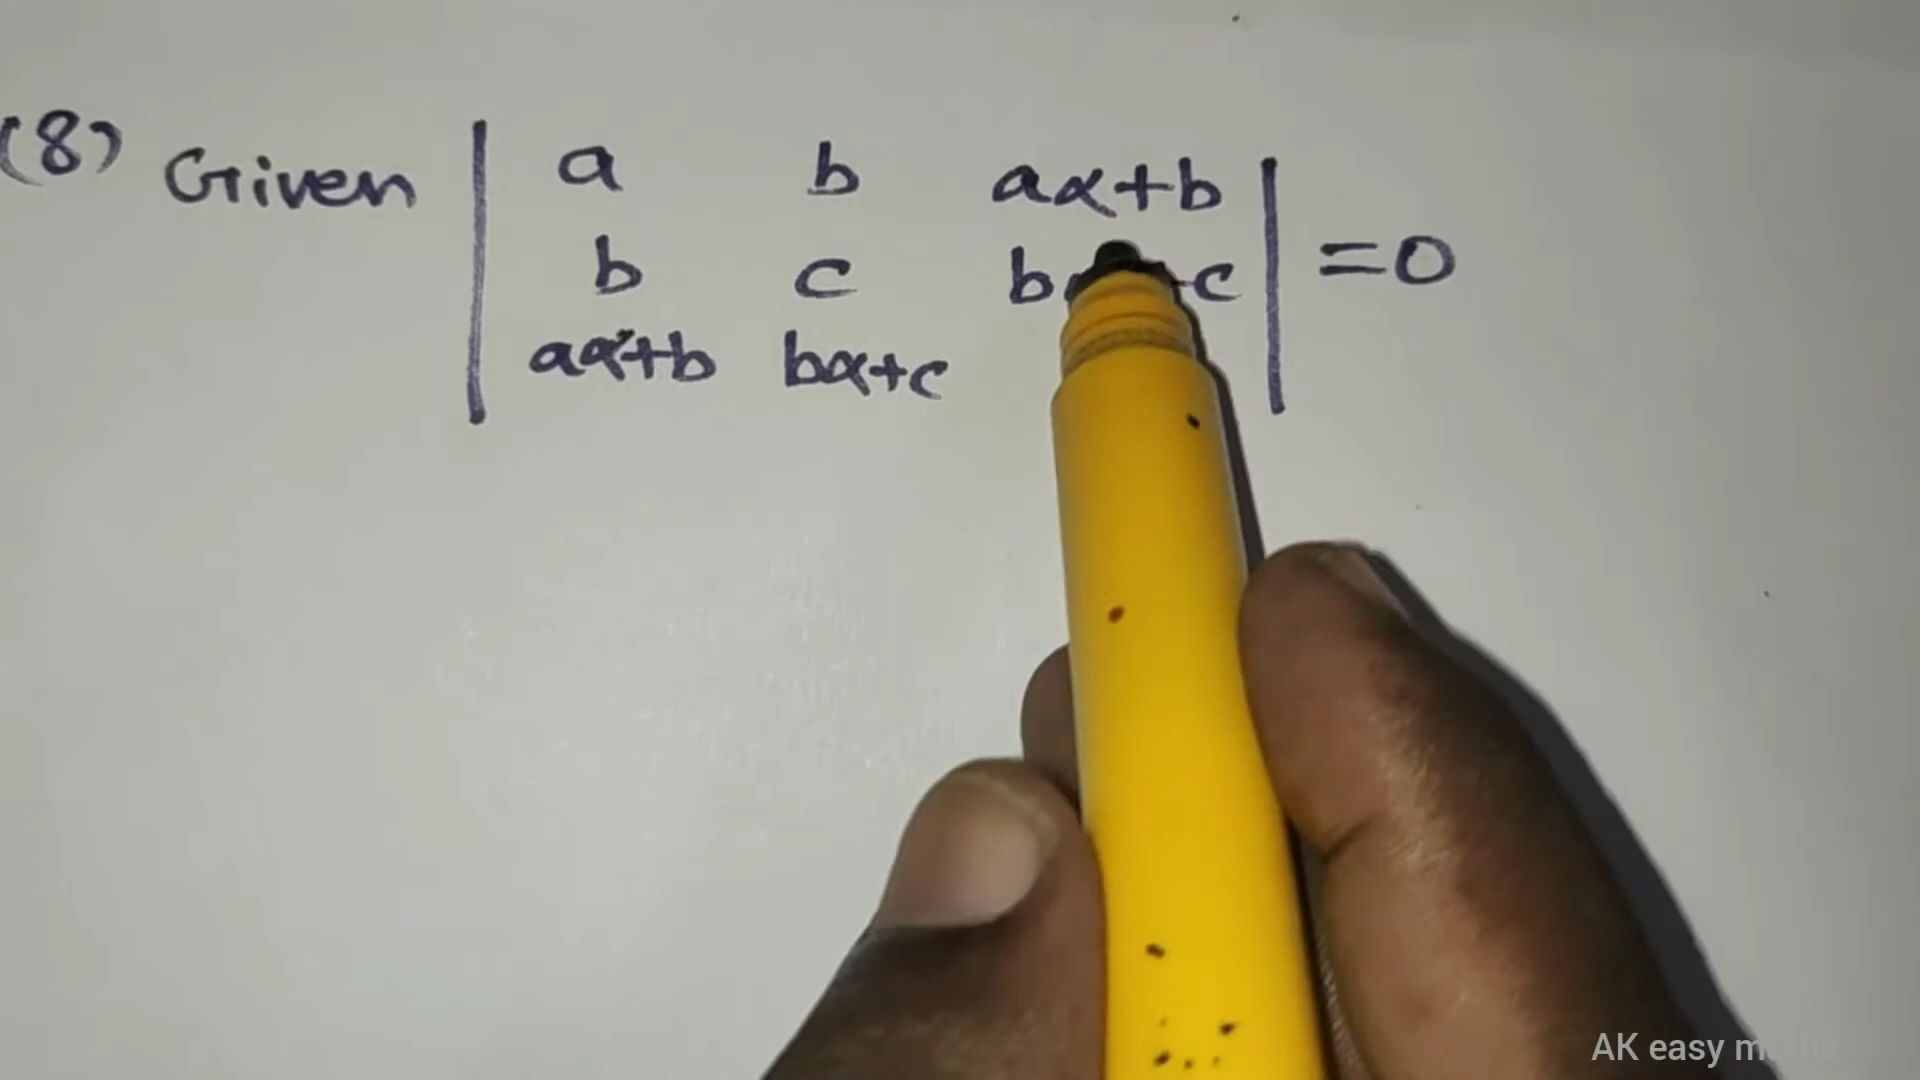 (8) Given | a b aα+b |
b c b c = 0
aα+b bα+c
AK easy